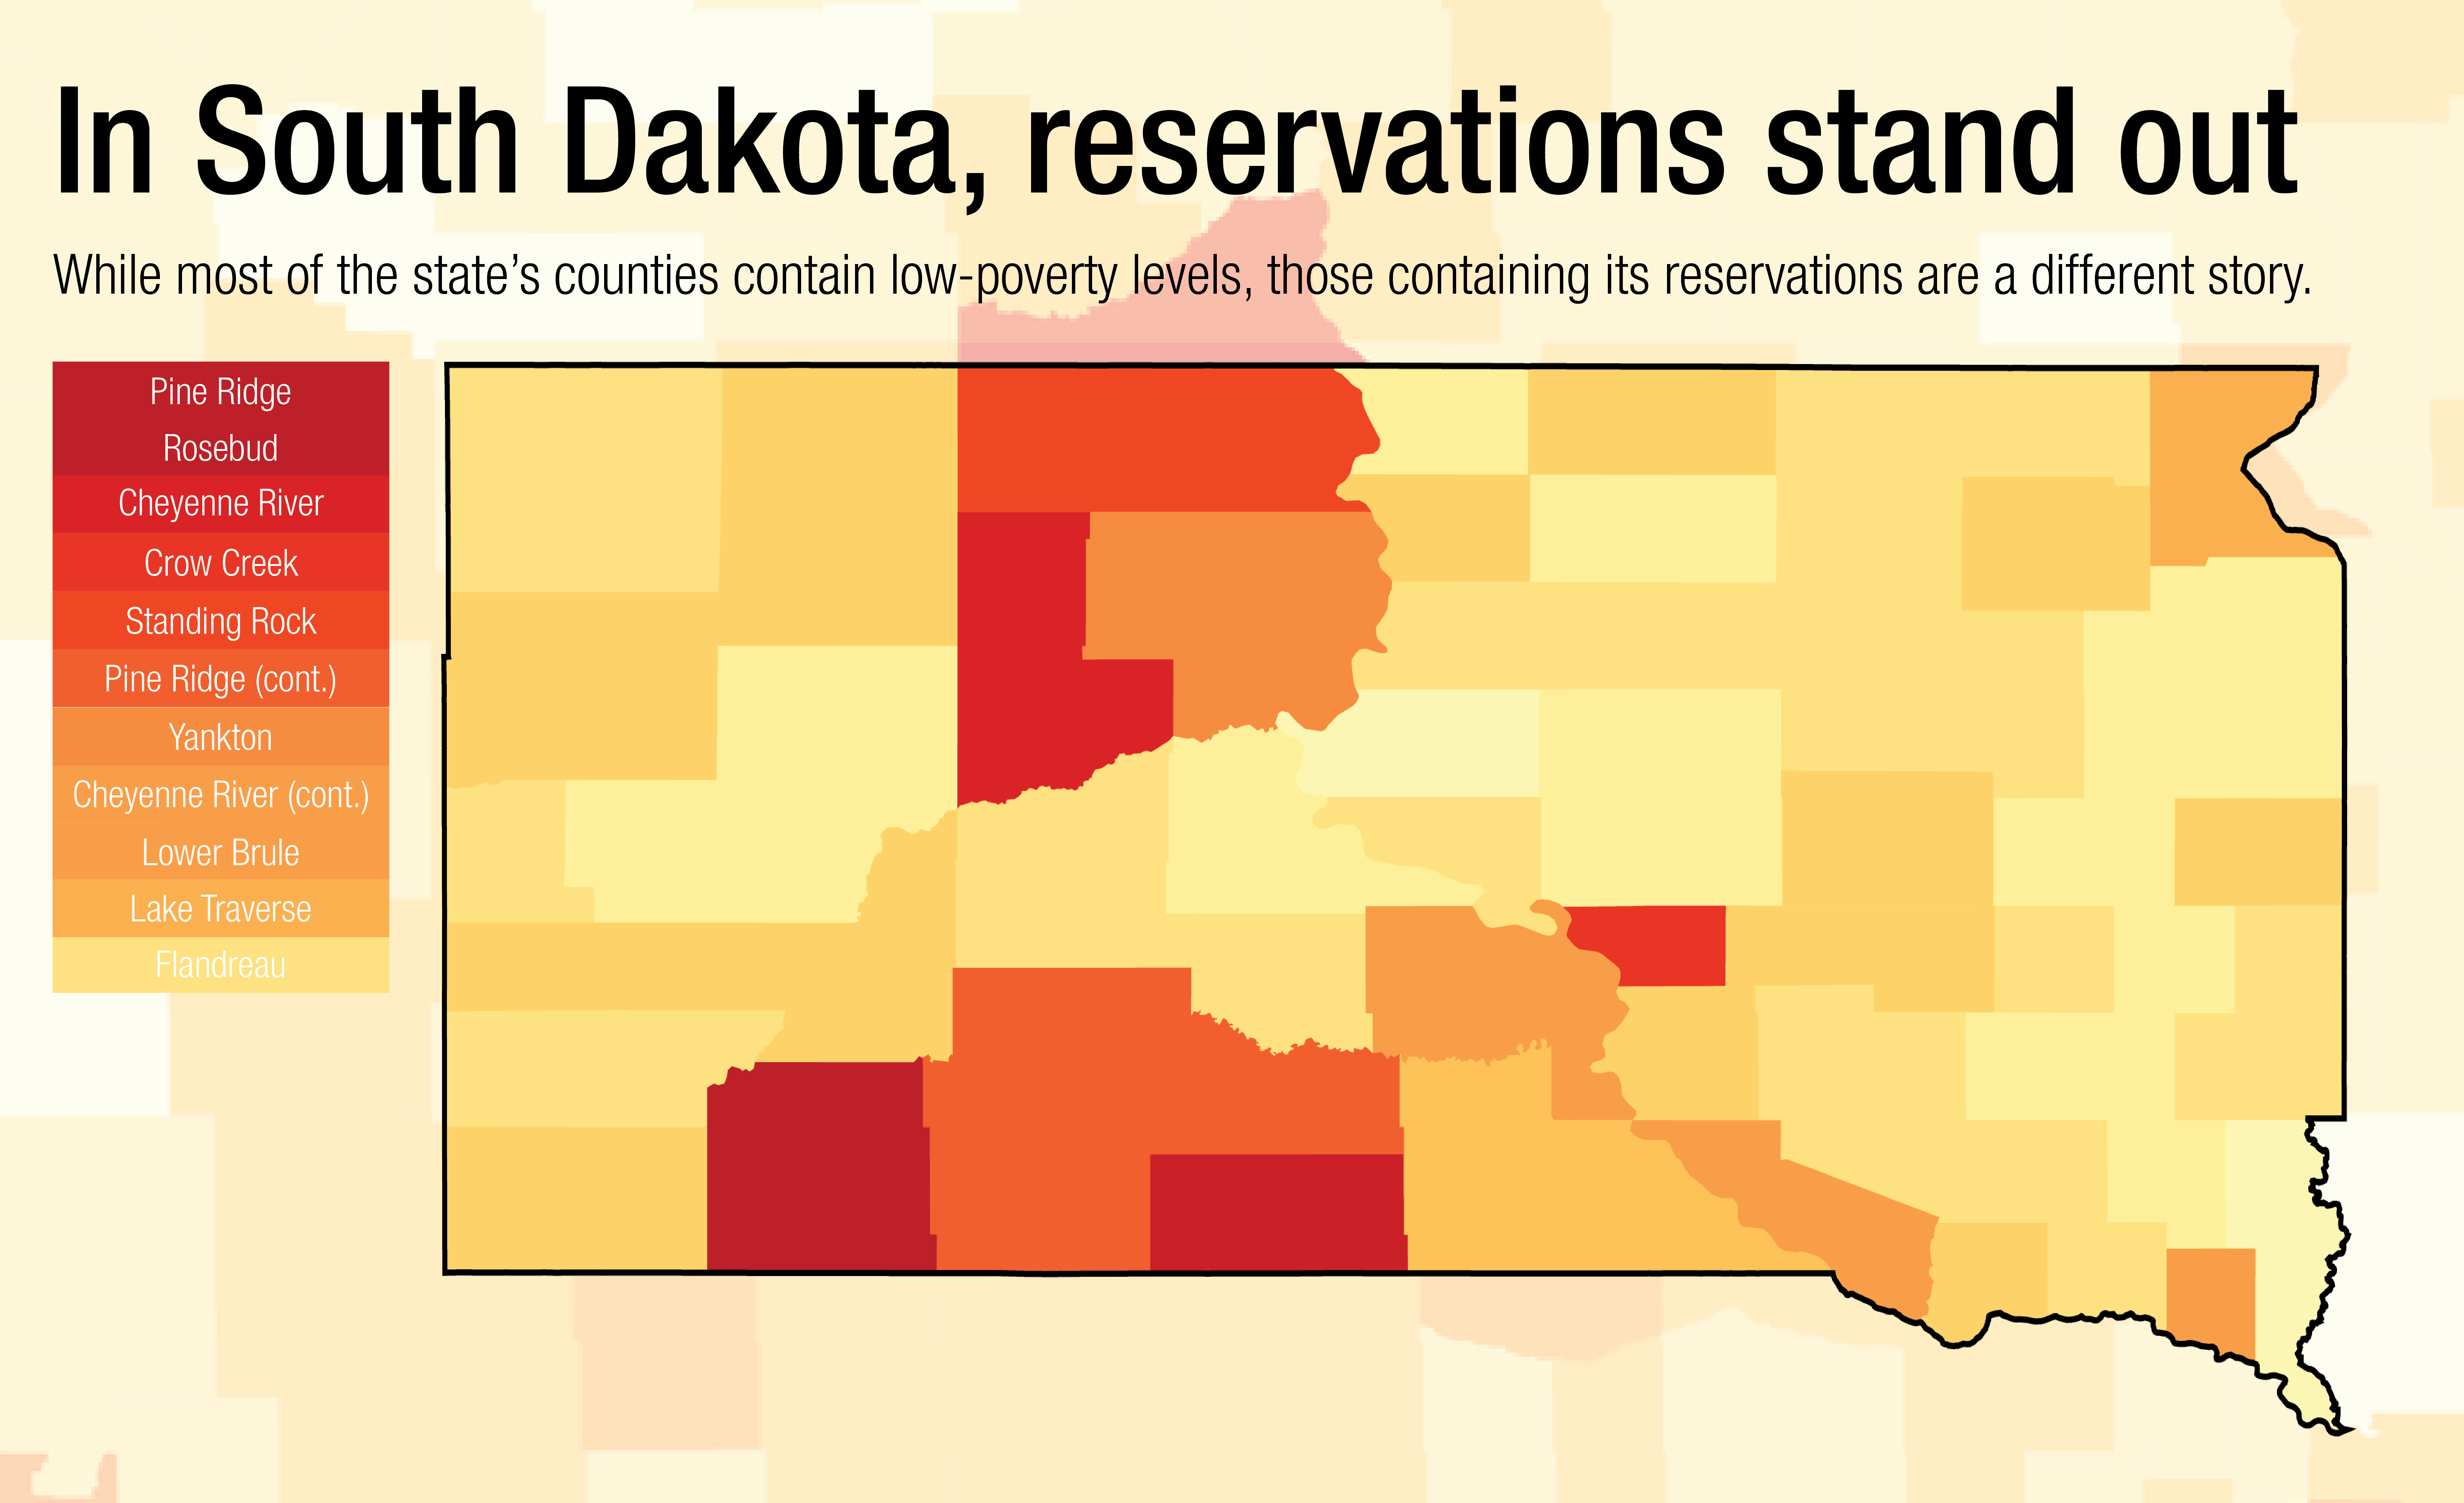 In South Dakota, reservations stand out
While most of the state’s counties contain low-poverty levels, those containing its reservations are a different story.
Pine Ridge
Rosebud
Cheyenne River
Crow Creek
Standing Rock
Pine Ridge (cont.)
Yankton
Cheyenne River (cont.)
Lower Brule
Lake Traverse
Flandreau